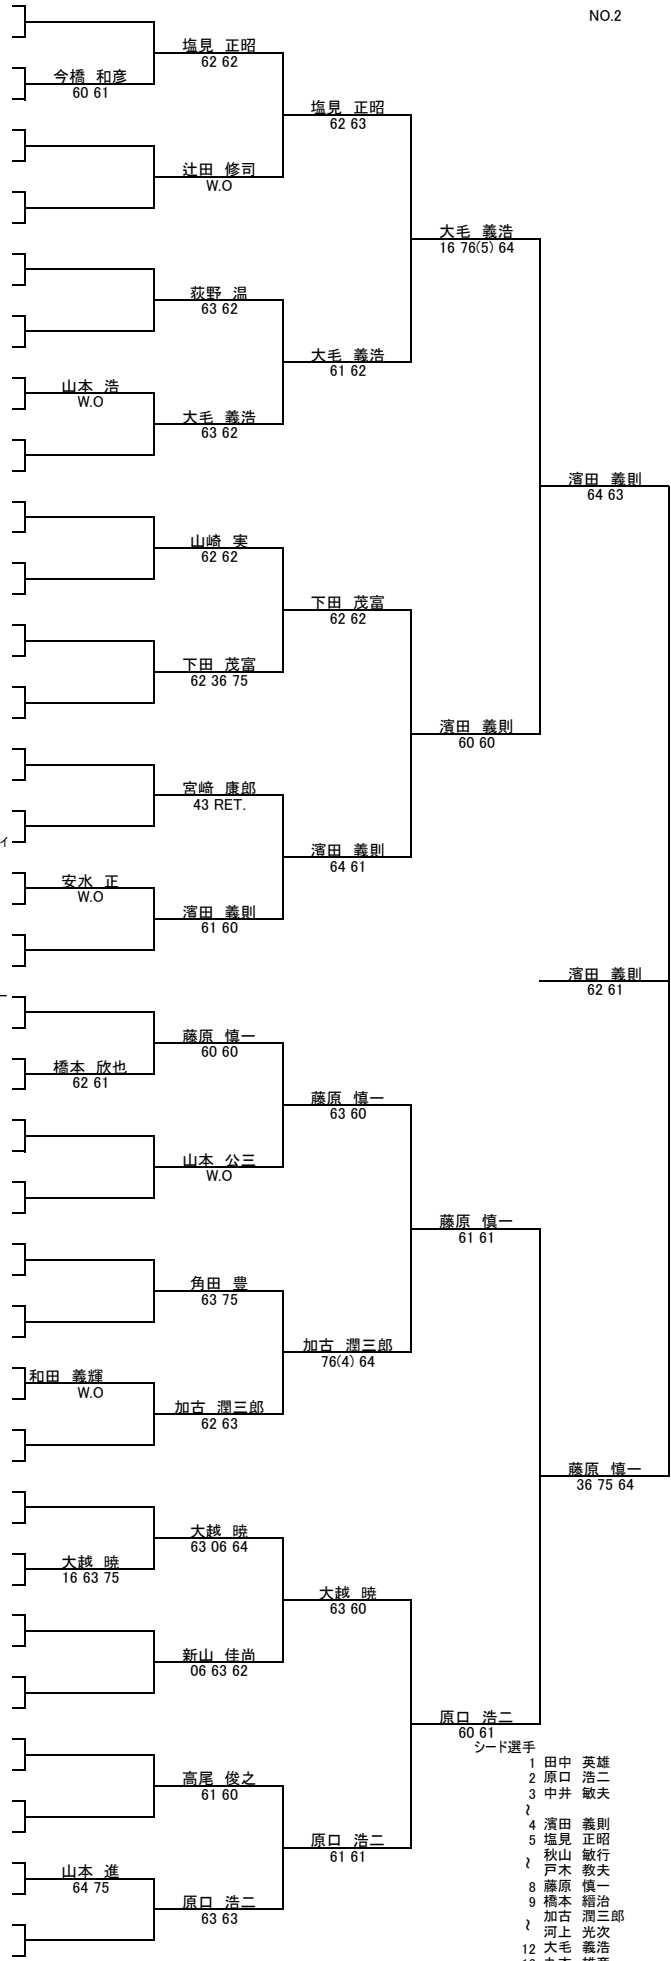 NO.2
塩見 正昭
62 62
今橋 和彦
60 61
塩見 正昭
62 63
辻田 修司
W.O
大毛 義浩
16 76(5) 64
荻野 温
63 62
大毛 義浩
61 62
山本 浩
W.O
大毛 義浩
63 62
濱田 義則
64 63
山崎 実
62 62
下田 茂富
62 62
下田 茂富
62 36 75
濱田 義則
60 60
宮﨑 康郎
43 RET.
ィ
濱田 義則
64 61
安水 正
W.O
濱田 義則
61 60
濱田 義則
62 61
ー
藤原 慎一
60 60
橋本 欣也
62 61
藤原 慎一
63 60
山本 公三
W.O
藤原 慎一
61 61
角田 豊
63 75
加古 潤三郎
76(4) 64
和田 義輝
W.O
加古 潤三郎
62 63
藤原 慎一
36 75 64
大越 暁
63 06 64
大越 暁
16 63 75
大越 暁
63 60
新山 佳尚
06 63 62
原口 浩二
60 61
シード選手
1 田中 英雄
2 原口 浩二
3 中井 敏夫
~
4 濱田 義則
5 塩見 正昭
秋山 敏行
~ 戸木 教夫
8 藤原 慎一
9 橋本 縉治
加古 潤三郎
~ 河上 光次
12 大毛 義浩
高尾 俊之
61 60
原口 浩二
61 61
山本 進
64 75
原口 浩二
63 63